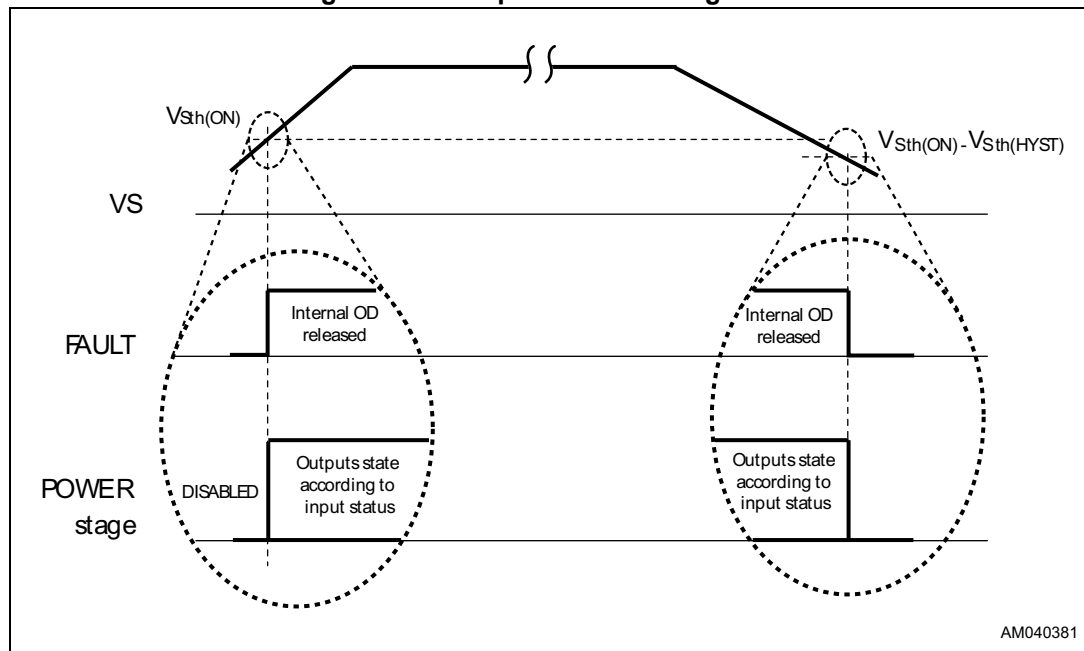 VSth(ON)
VSth(ON) - VSth(HYST)
VS
Internal OD
released
Internal OD
released
FAULT
Outputs state
according to
input status
Outputs state
according to
input status
POWER
stage
DISABLED
AM040381